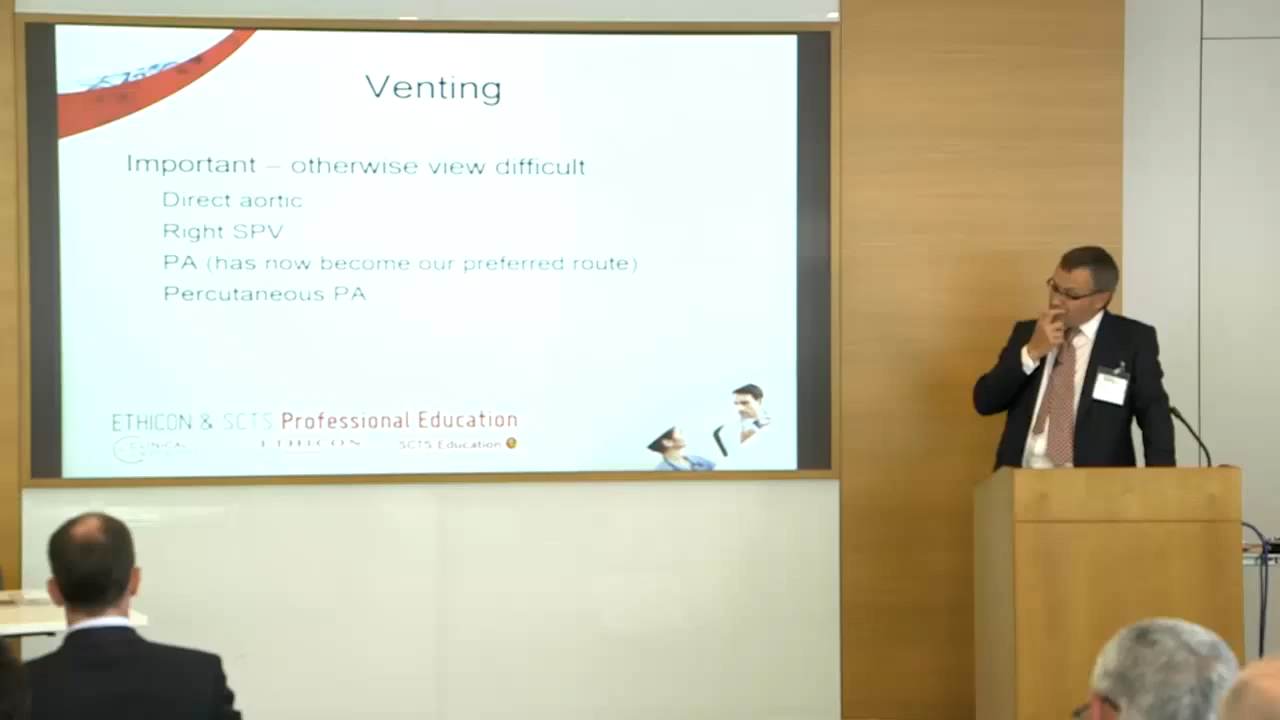 Venting
Important – otherwise view difficult
Direct aortic
Right SPV
PA (has now become our preferred route)
Percutaneous PA
ETHICON & SCTS Professional Education
CLINICAL
ETHICON
SCTS Education